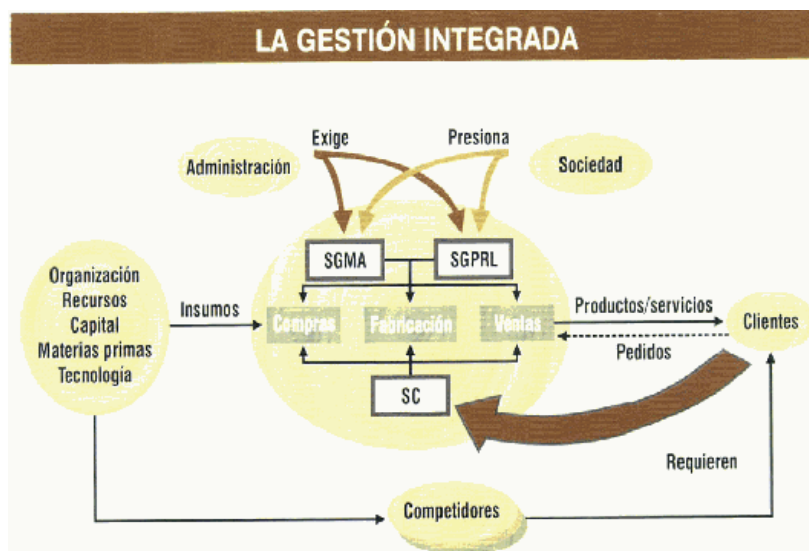 LA GESTIÓN INTEGRADA
Exige
Presiona
Administración
Sociedad
SGMA
SGPRL
Organización
Recursos
Capital
Materias primas
Tecnología
Insumos
Compras
Fabricación
Ventas
Productos/servicios
Clientes
Pedidos
SC
Requieren
Competidores